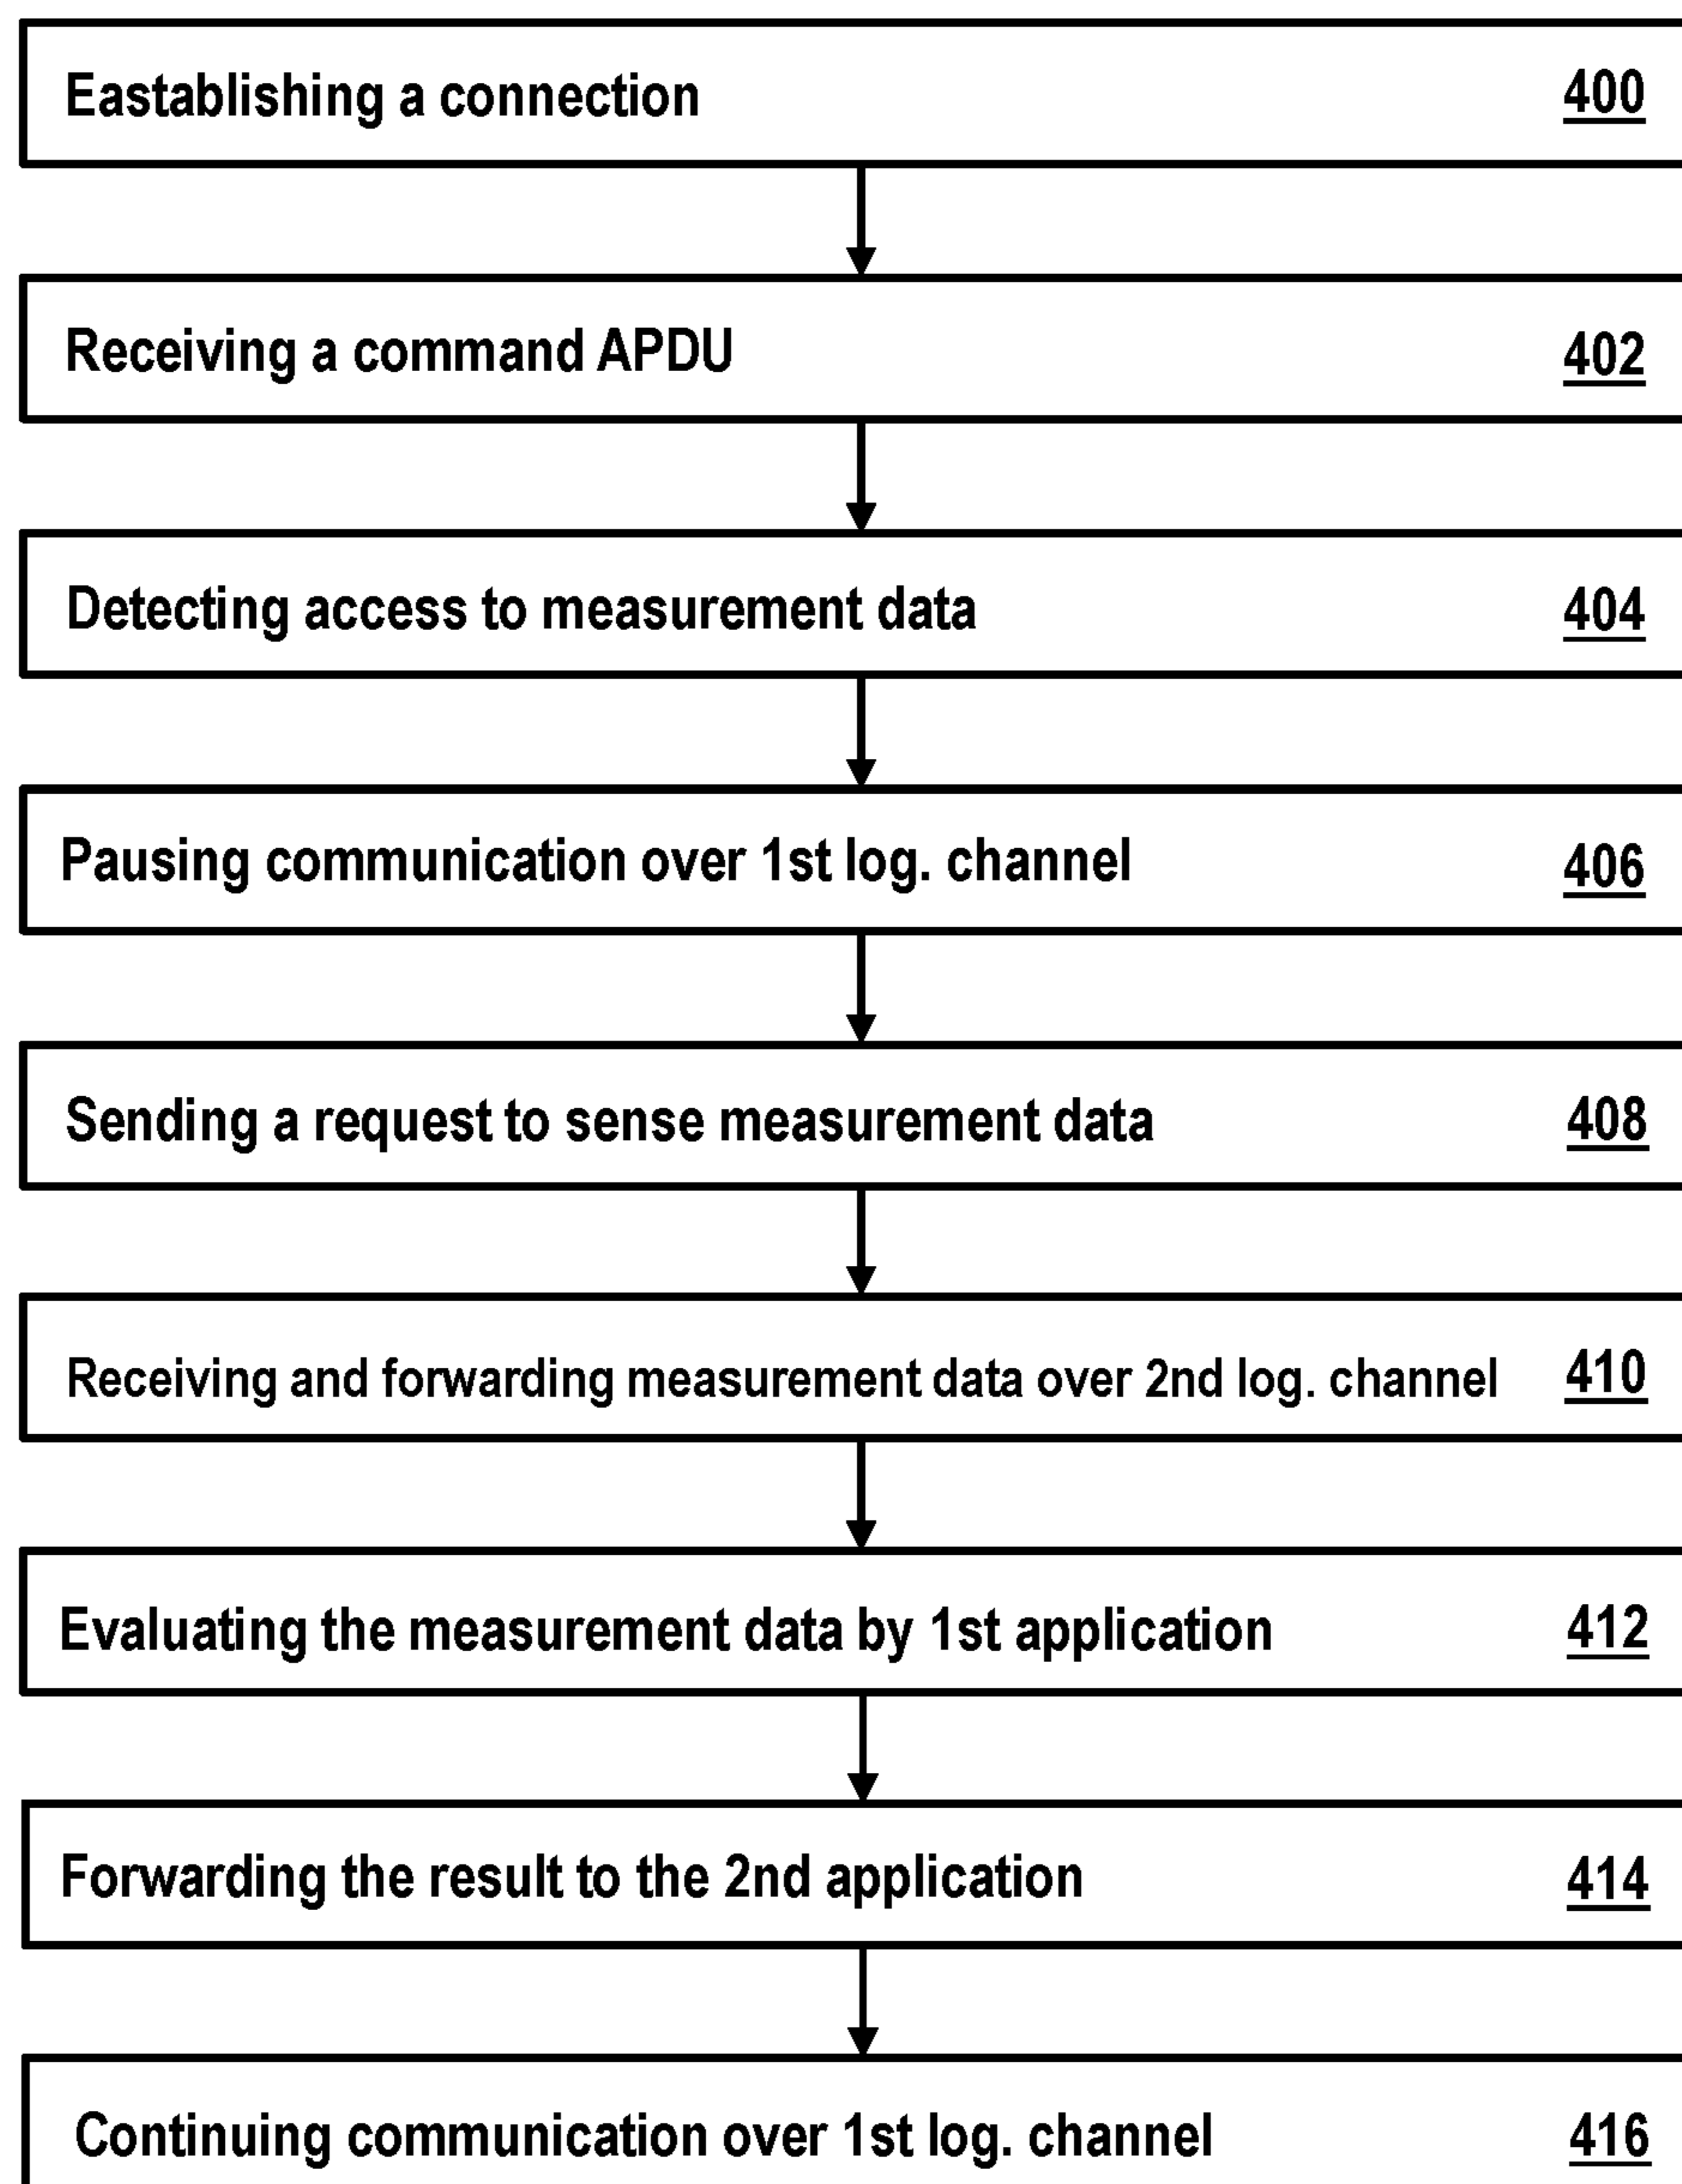 Eastablishing a connection 400
Receiving a command APDU 402
Detecting access to measurement data 404
Pausing communication over 1st log. channel 406
Sending a request to sense measurement data 408
Receiving and forwarding measurement data over 2nd log. channel 410
Evaluating the measurement data by 1st application 412
Forwarding the result to the 2nd application 414
Continuing communication over 1st log. channel 416